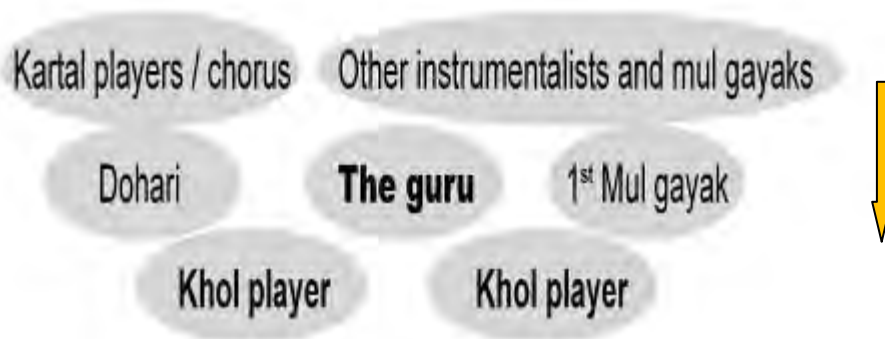 Kartal players / chorus Other instrumentalists and mul gayaks
Dohari The guru 1st Mul gayak
Khol player Khol player